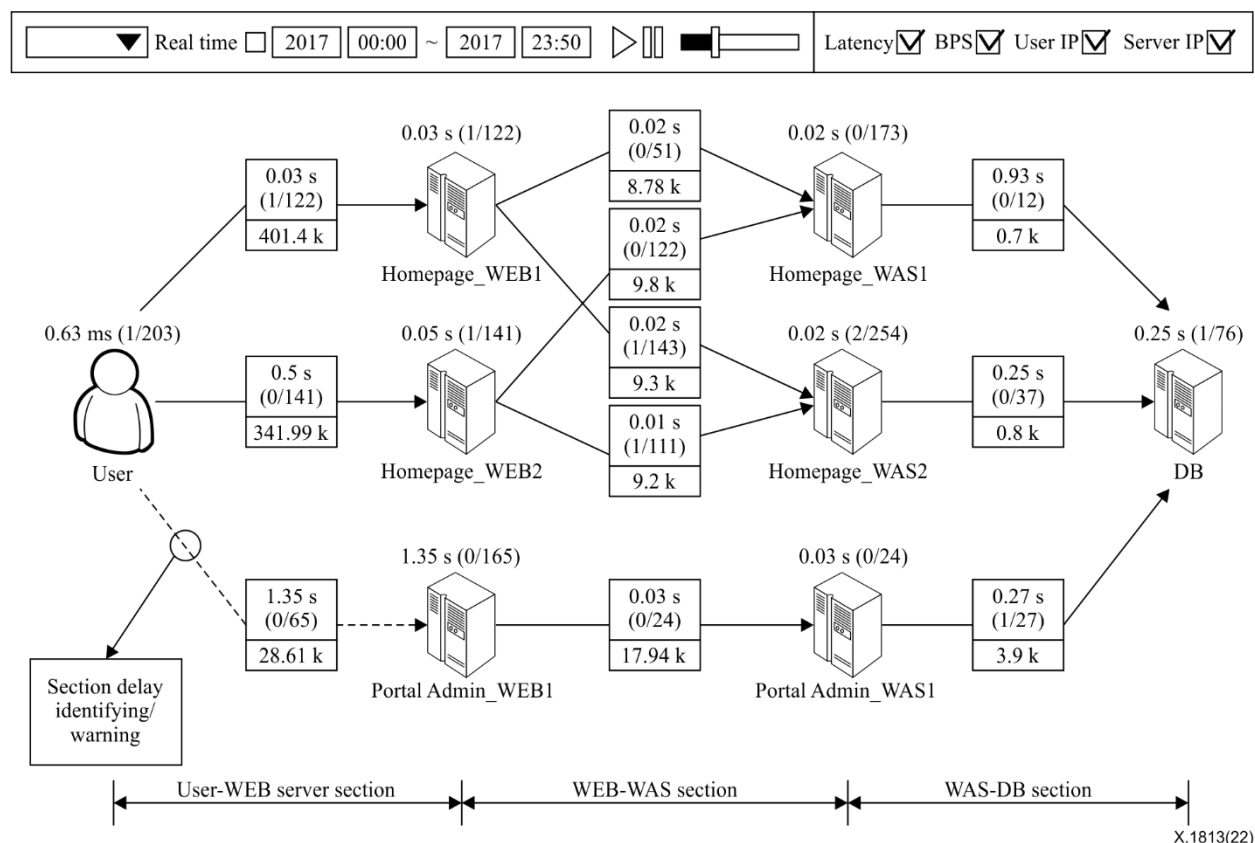 Real time 2017 00:00 ~ 2017 23:50 Latency BPS User IP Server IP
0.03 s (1/122)
0.03 s
(1/122)
401.4 k
Homepage_WEB1
0.02 s
(0/51)
8.78 k
0.02 s (0/173)
Homepage_WAS1
0.93 s
(0/12)
0.7 k
0.02 s
(0/122)
9.8 k
0.63 ms (1/203)
User
0.5 s
(0/141)
341.99 k
0.05 s (1/141)
Homepage_WEB2
0.02 s
(1/143)
9.3 k
0.01 s
(1/111)
9.2 k
0.02 s (2/254)
Homepage_WAS2
0.25 s
(0/37)
0.8 k
0.25 s (1/76)
DB
1.35 s
(0/65)
28.61 k
1.35 s (0/165)
Portal Admin_WEB1
0.03 s
(0/24)
17.94 k
0.03 s (0/24)
Portal Admin_WAS1
0.27 s
(1/27)
3.9 k
Section delay
identifying/
warning
User-WEB server section
WEB-WAS section
WAS-DB section
X.1813(22)